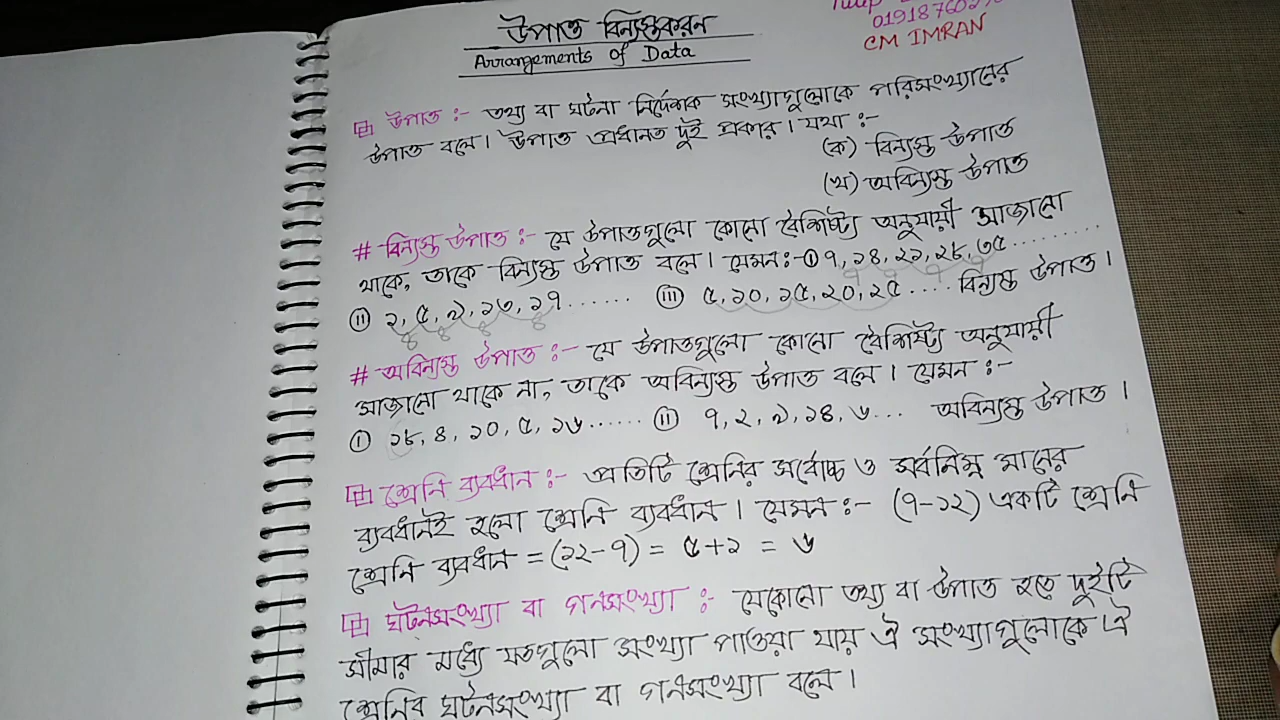 উপাত্ত বিন্যস্তকরন
Arrangements of Data
CM IMRAN
উপাত্ত :- তথ্য বা ঘটনা নির্দেশক সংখ্যাগুলোকে পরিসংখ্যানের
উপাত্ত বলে। উপাত্ত প্রধানত দুই প্রকার। যথা :-
(ক) বিন্যস্ত উপাত্ত
(খ) অবিন্যস্ত উপাত্ত
# বিন্যস্ত উপাত্ত :- যে উপাত্তগুলো কোনো বৈশিষ্ট্য অনুযায়ী সাজানো
থাকে, তাকে বিন্যস্ত উপাত্ত বলে। যেমন:- (i) ৭, ১৪, ২১, ২৮, ৩৫..........
(ii) ২, ৫, ৯, ১৩, ১৭....... (iii) ৫, ১০, ১৫, ২০, ২৫.... বিন্যস্ত উপাত্ত।
# অবিন্যস্ত উপাত্ত :- যে উপাত্তগুলো কোনো বৈশিষ্ট্য অনুযায়ী
সাজানো থাকে না, তাকে অবিন্যস্ত উপাত্ত বলে। যেমন :-
(i) ১৮, ৪, ১০, ৫, ১৬...... (ii) ৭, ২, ৯, ১৪, ৬... অবিন্যস্ত উপাত্ত।
শ্রেনি ব্যবধান :- প্রতিটি শ্রেনির সর্বোচ্চ ও সর্বনিম্ন মানের
ব্যবধানই হলো শ্রেনি ব্যবধান। যেমন :- (৭-১২) একটি শ্রেনি
শ্রেনি ব্যবধান = (১২-৭) = ৫+১ = ৬
ঘটনসংখ্যা বা গনসংখ্যা :- যেকোনো তথ্য বা উপাত্ত হতে দুইটি
সীমার মধ্যে যতগুলো সংখ্যা পাওয়া যায় ঐ সংখ্যাগুলোকে ঐ
শ্রেনির ঘটনসংখ্যা বা গনসংখ্যা বলে।